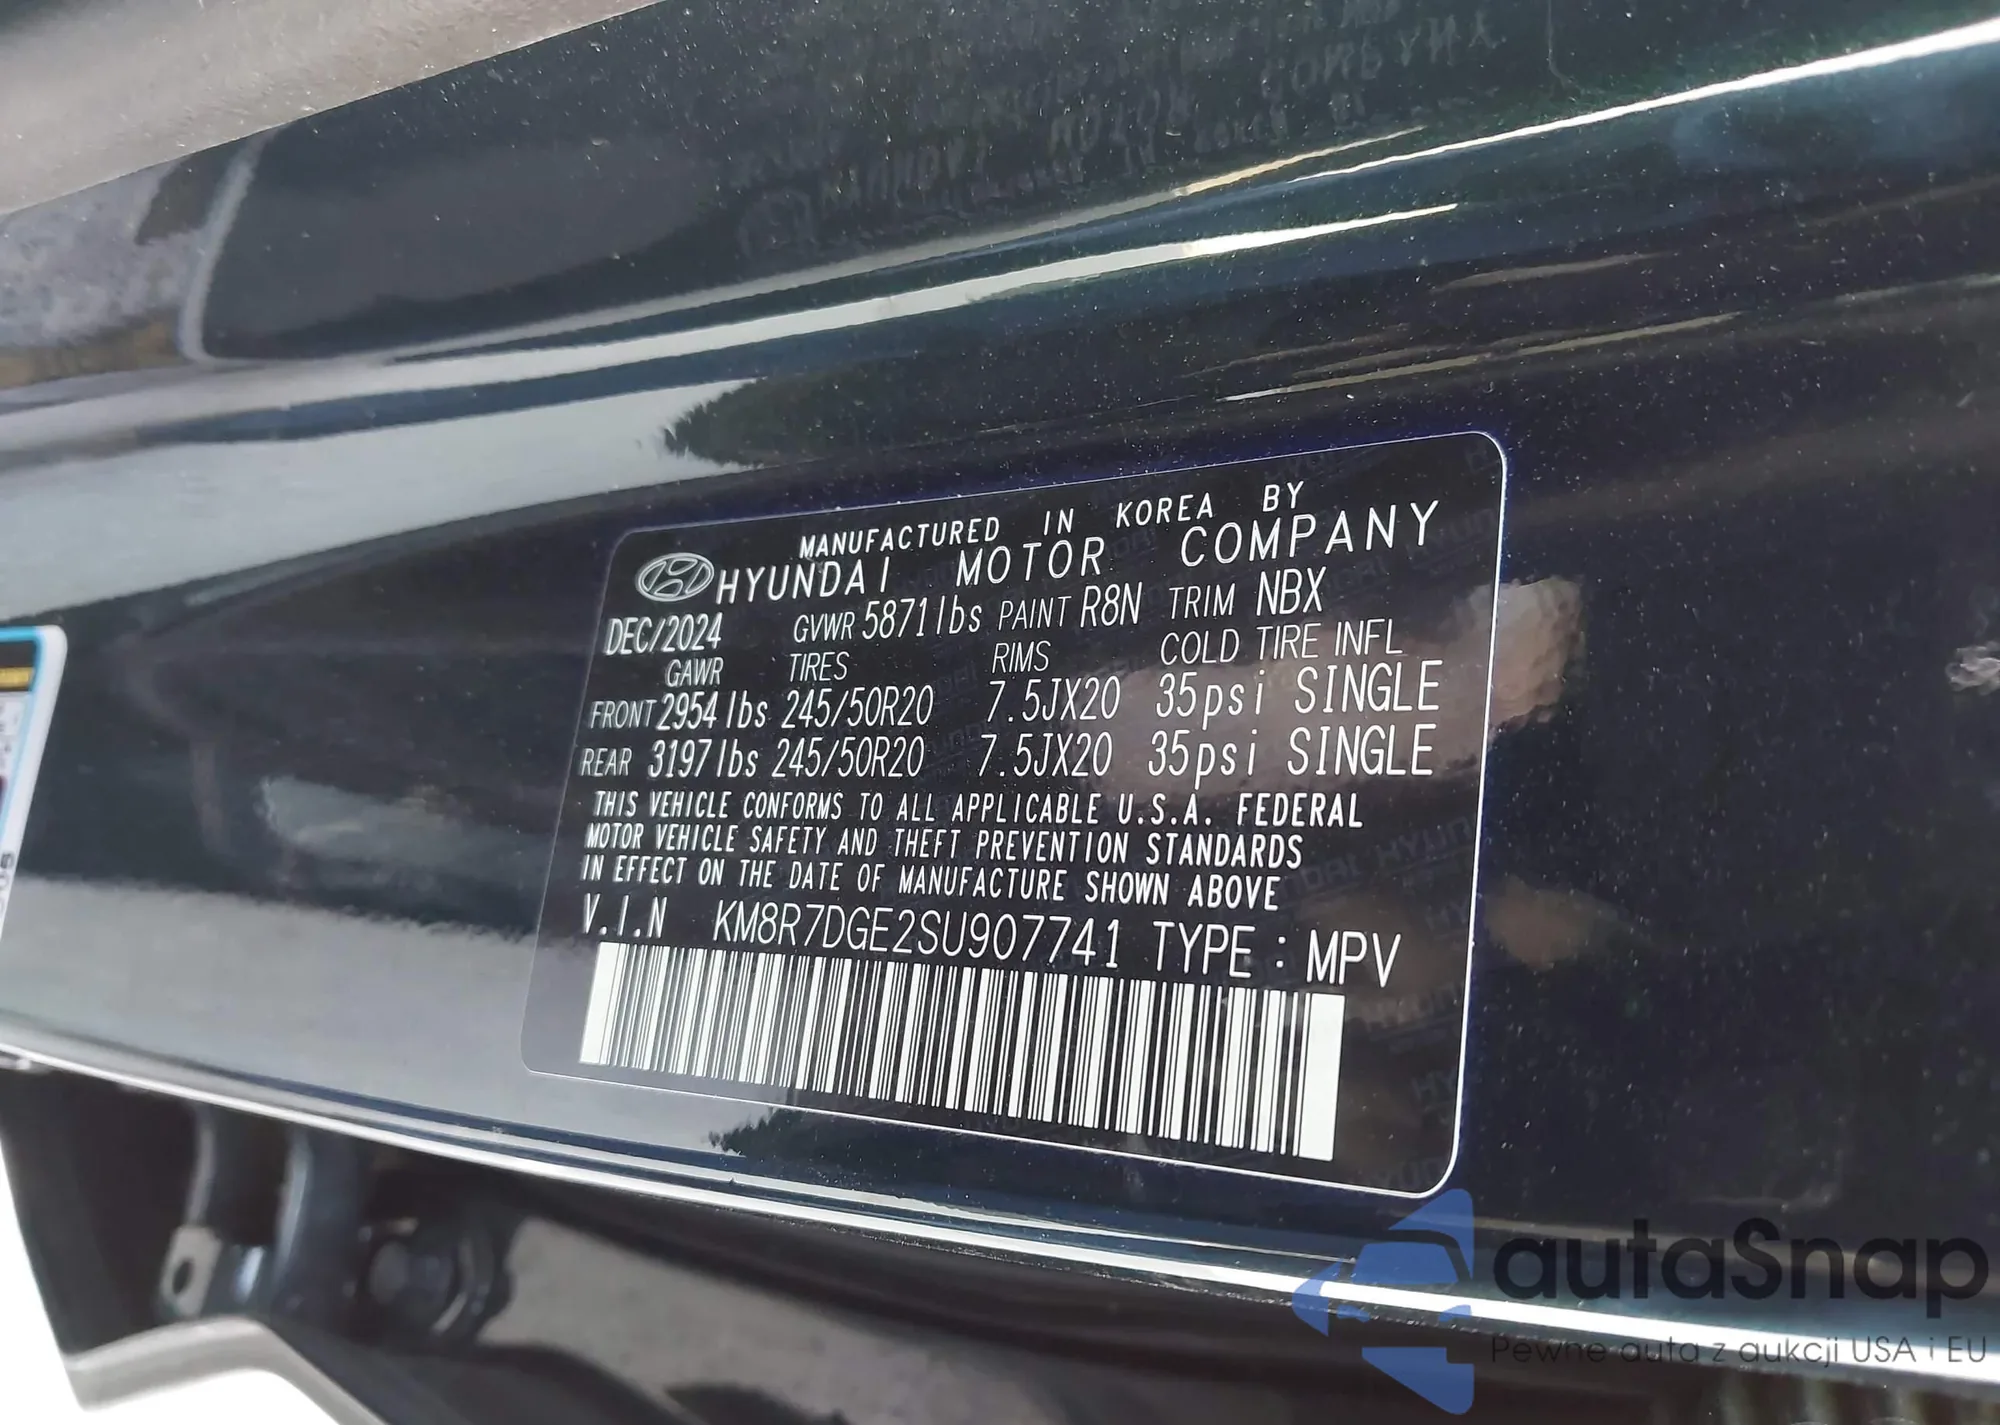 MANUFACTURED IN KOREA BY
HYUNDAI MOTOR COMPANY
DEC/2024 GVWR 5871lbs PAINT R8N TRIM NBX
GAWR TIRES RIMS COLD TIRE INFL
FRONT 2954lbs 245/50R20 7.5JX20 35psi SINGLE
REAR 3197lbs 245/50R20 7.5JX20 35psi SINGLE
THIS VEHICLE CONFORMS TO ALL APPLICABLE U.S.A. FEDERAL
MOTOR VEHICLE SAFETY AND THEFT PREVENTION STANDARDS
IN EFFECT ON THE DATE OF MANUFACTURE SHOWN ABOVE
V.I.N KM8R7DGE2SU907741 TYPE : MPV
autaSnap
Pewne auta z aukcji USA i EU